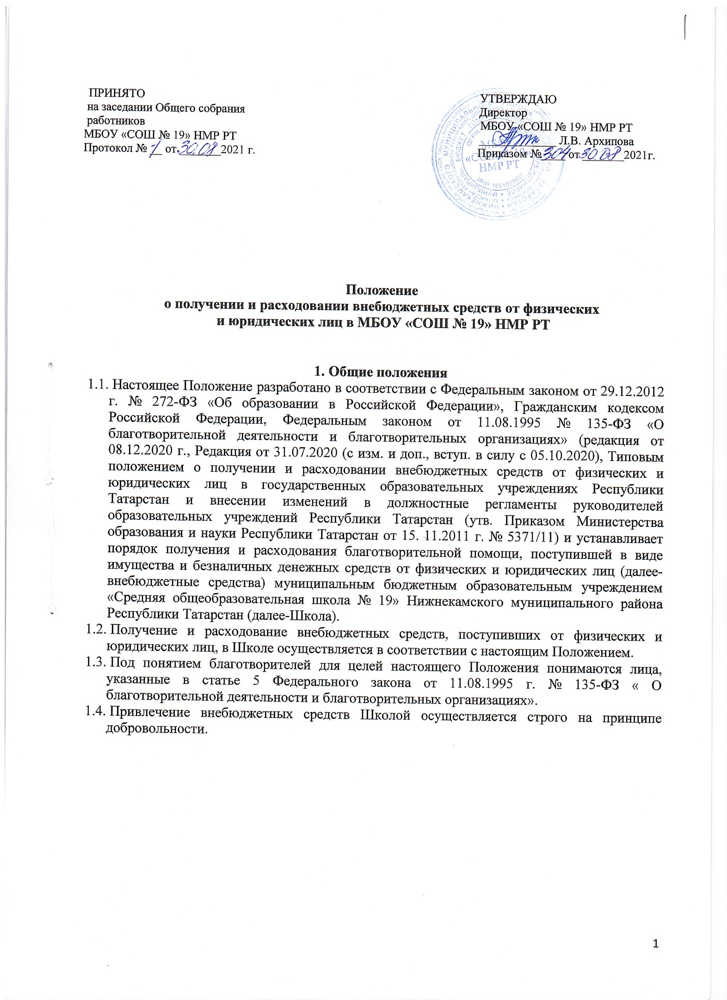 ПРИНЯТО
на заседании Общего собрания
работников
МБОУ «СОШ № 19» НМР РТ
Протокол № 1 от 30.08 2021 г.
УТВЕРЖДАЮ
Директор
МБОУ «СОШ № 19» НМР РТ
____________ Л.В. Архипова
Приказом № 304 от 30.08 2021г.
НМР РТ
ИНН 1651029837
Положение
о получении и расходовании внебюджетных средств от физических
и юридических лиц в МБОУ «СОШ № 19» НМР РТ
1. Общие положения
1.1. Настоящее Положение разработано в соответствии с Федеральным законом от 29.12.2012
г. № 272-ФЗ «Об образовании в Российской Федерации», Гражданским кодексом
Российской Федерации, Федеральным законом от 11.08.1995 № 135-ФЗ «О
благотворительной деятельности и благотворительных организациях» (редакция от
08.12.2020 г., Редакция от 31.07.2020 (с изм. и доп., вступ. в силу с 05.10.2020), Типовым
положением о получении и расходовании внебюджетных средств от физических и
юридических лиц в государственных образовательных учреждениях Республики
Татарстан и внесении изменений в должностные регламенты руководителей
образовательных учреждений Республики Татарстан (утв. Приказом Министерства
образования и науки Республики Татарстан от 15. 11.2011 г. № 5371/11) и устанавливает
порядок получения и расходования благотворительной помощи, поступившей в виде
имущества и безналичных денежных средств от физических и юридических лиц (далее-
внебюджетные средства) муниципальным бюджетным образовательным учреждением
«Средняя общеобразовательная школа № 19» Нижнекамского муниципального района
Республики Татарстан (далее-Школа).
1.2. Получение и расходование внебюджетных средств, поступивших от физических и
юридических лиц, в Школе осуществляется в соответствии с настоящим Положением.
1.3. Под понятием благотворителей для целей настоящего Положения понимаются лица,
указанные в статье 5 Федерального закона от 11.08.1995 г. № 135-ФЗ « О
благотворительной деятельности и благотворительных организациях».
1.4. Привлечение внебюджетных средств Школой осуществляется строго на принципе
добровольности.
1